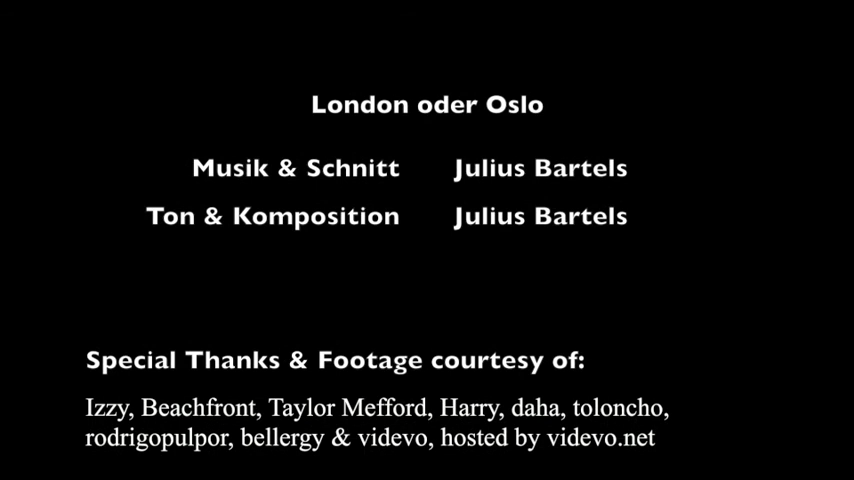 London oder Oslo
Musik & Schnitt Julius Bartels
Ton & Komposition Julius Bartels
Special Thanks & Footage courtesy of:
Izzy, Beachfront, Taylor Mefford, Harry, daha, toloncho,
rodrigopulpor, bellergy & videvo, hosted by videvo.net